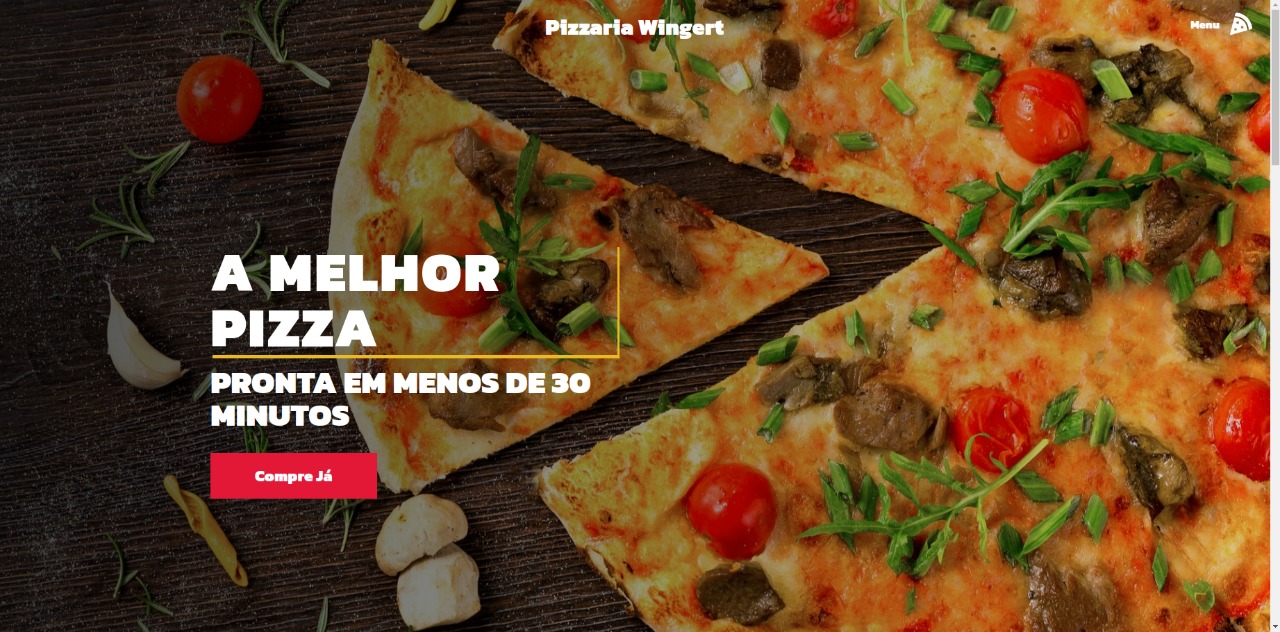 Pizzaria Wingert
Menu
A MELHOR
PIZZA
PRONTA EM MENOS DE 30
MINUTOS
Compre Já